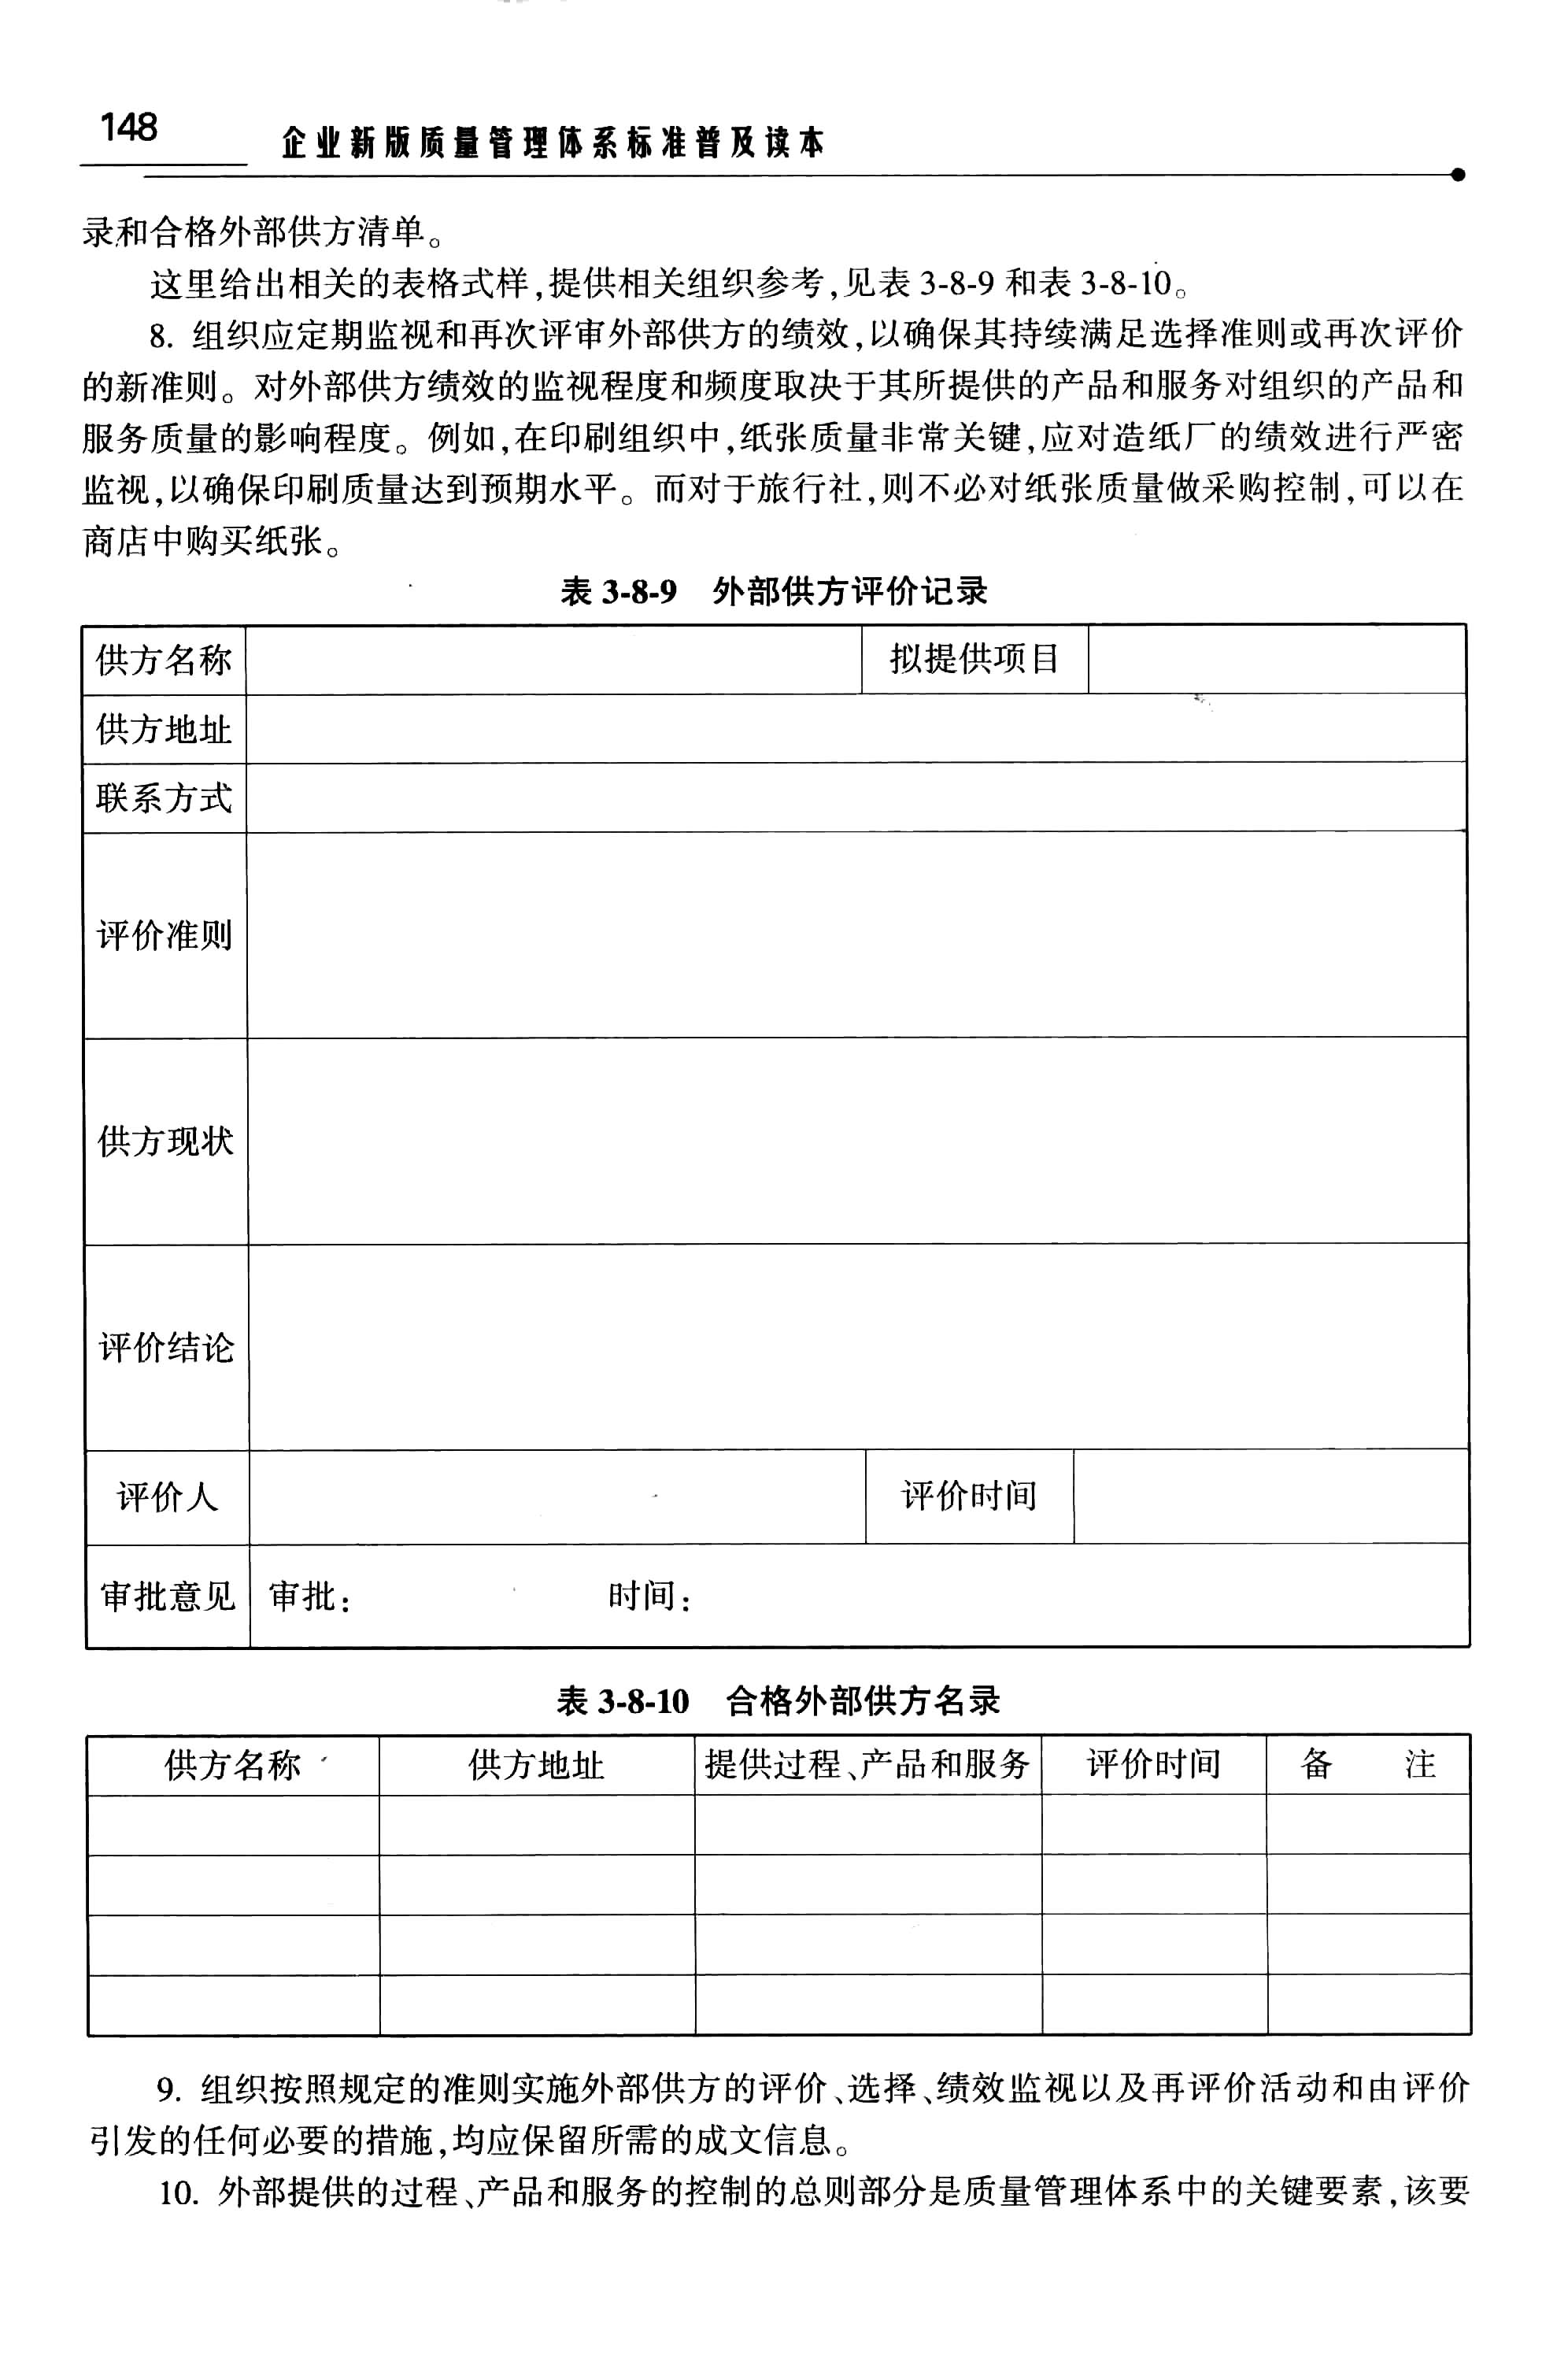 148
企业新版质量管理体系标准普及读本
录和合格外部供方清单。
这里给出相关的表格式样,提供相关组织参考,见表 3-8-9 和表 3-8-10。
8. 组织应定期监视和再次评审外部供方的绩效,以确保其持续满足选择准则或再次评价
的新准则。对外部供方绩效的监视程度和频度取决于其所提供的产品和服务对组织的产品和
服务质量的影响程度。例如,在印刷组织中,纸张质量非常关键,应对造纸厂的绩效进行严密
监视,以确保印刷质量达到预期水平。而对于旅行社,则不必对纸张质量做采购控制,可以在
商店中购买纸张。
表 3-8-9 外部供方评价记录
供方名称 拟提供项目
供方地址
联系方式
评价准则
供方现状
评价结论
评价人 评价时间
审批意见 审批: 时间:
表 3-8-10 合格外部供方名录
供方名称 供方地址 提供过程、产品和服务 评价时间 备 注
9. 组织按照规定的准则实施外部供方的评价、选择、绩效监视以及再评价活动和由评价
引发的任何必要的措施,均应保留所需的成文信息。
10. 外部提供的过程、产品和服务的控制的总则部分是质量管理体系中的关键要素,该要